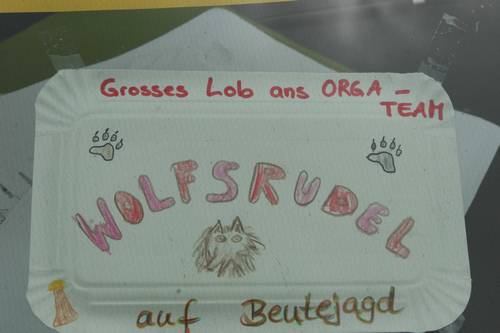 Grosses Lob ans ORGA -
TEAM
WOLFSRUDEL
auf Beutejagd